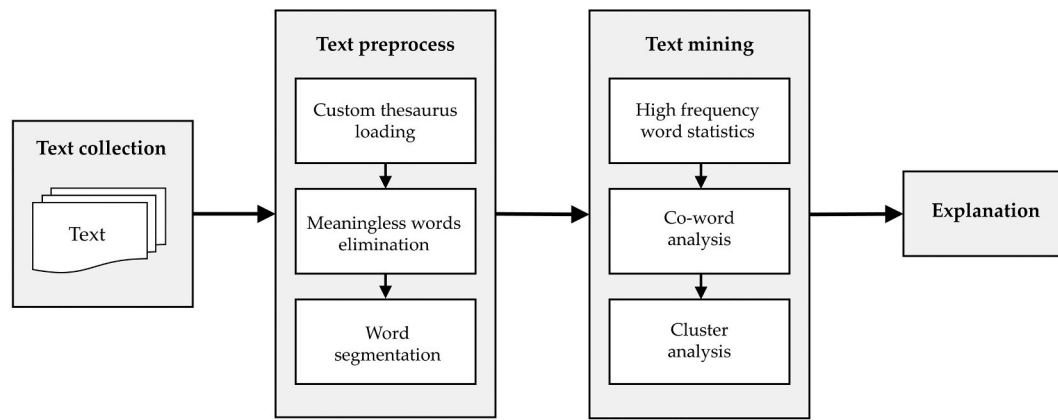 Text collection
Text
Text preprocess
Custom thesaurus
loading
Meaningless words
elimination
Word
segmentation
Text mining
High frequency
word statistics
Co-word
analysis
Cluster
analysis
Explanation